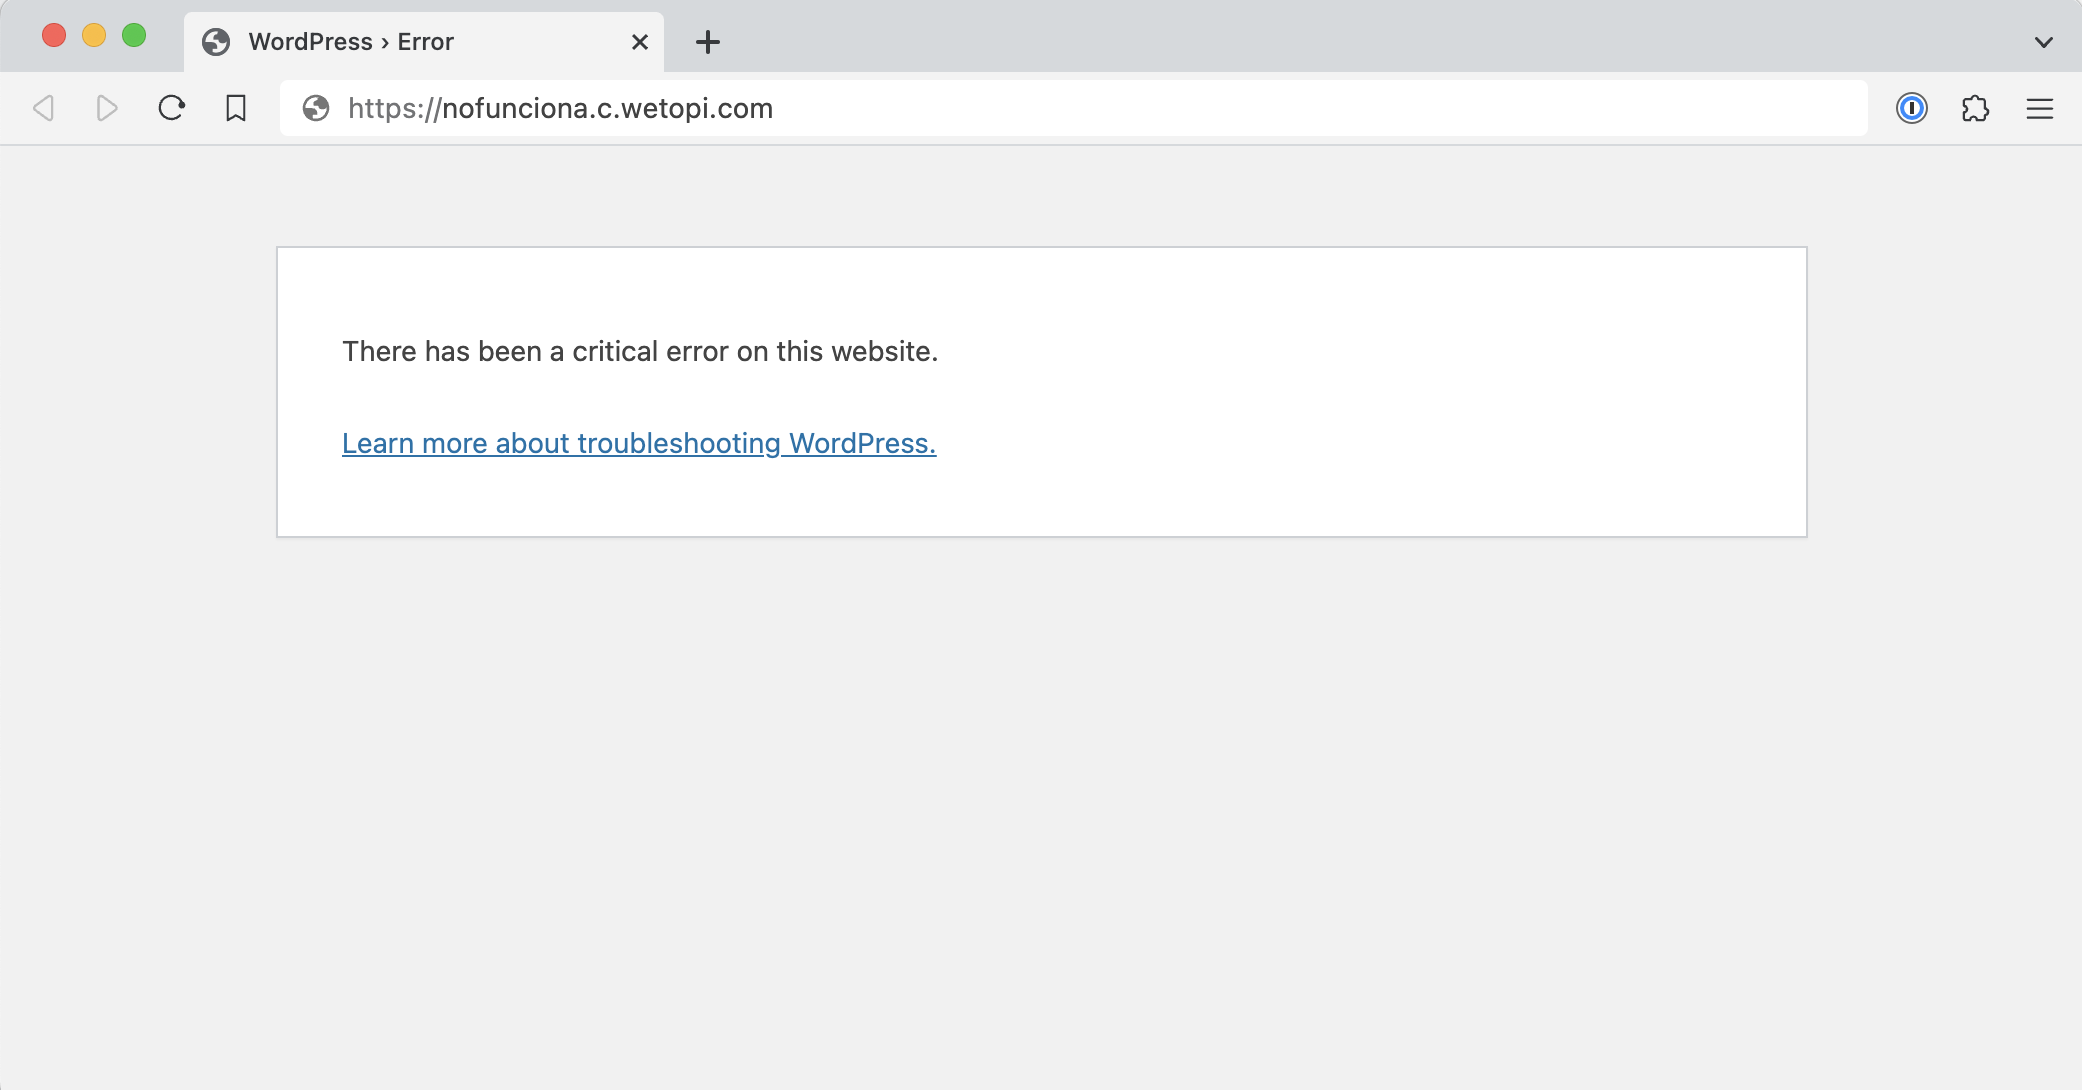 WordPress › Error
https://nofunciona.c.wetopi.com
There has been a critical error on this website.
Learn more about troubleshooting WordPress.